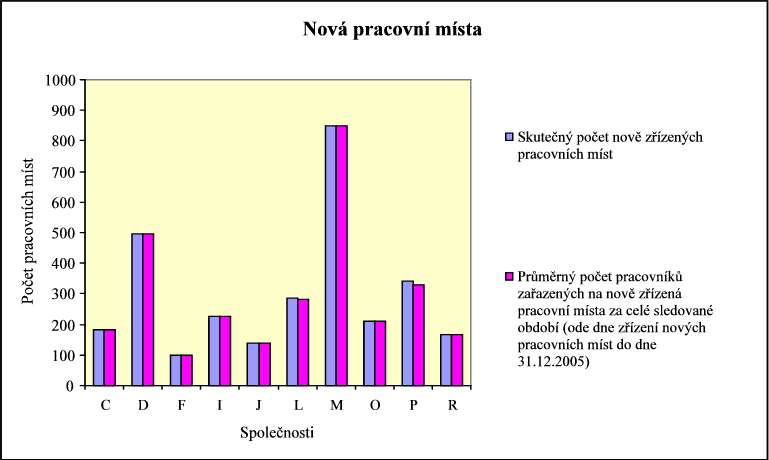 Nová pracovní místa
1000
900
800
700
600
500
400
300
200
100
0
Počet pracovních míst
C D F I J L M O P R
Společnosti
Skutečný počet nově zřízených
pracovních míst
Průměrný počet pracovníků
zařazených na nově zřízená
pracovní místa za celé sledované
období (ode dne zřízení nových
pracovních míst do dne
31.12.2005)